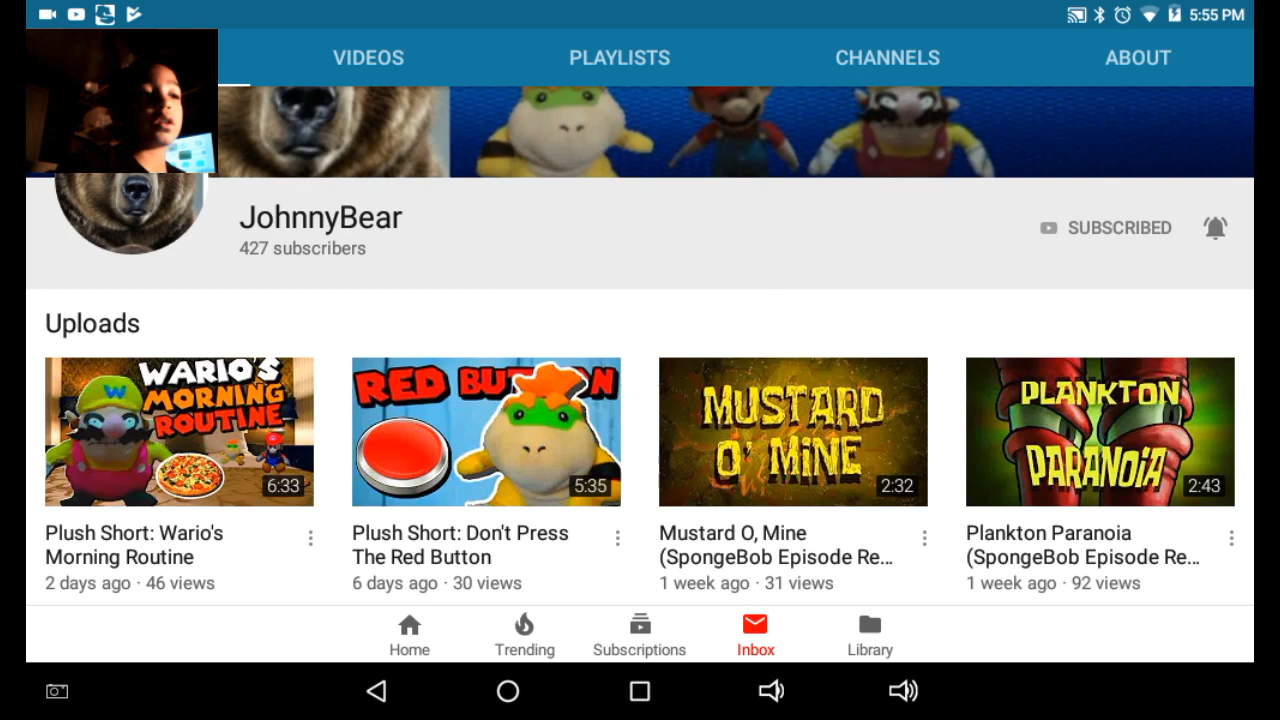 5:55 PM
VIDEOS PLAYLISTS CHANNELS ABOUT
JohnnyBear
427 subscribers
SUBSCRIBED
Uploads
WARIO'S
MORNING
ROUTINE
W
6:33
RED BUTTON
5:35
MUSTARD
O' MINE
2:32
PLANKTON
PARANOIA
2:43
Plush Short: Wario's
Morning Routine
2 days ago · 46 views
Plush Short: Don't Press
The Red Button
6 days ago · 30 views
Mustard O, Mine
(SpongeBob Episode Re...
1 week ago · 31 views
Plankton Paranoia
(SpongeBob Episode Re...
1 week ago · 92 views
Home Trending Subscriptions Inbox Library